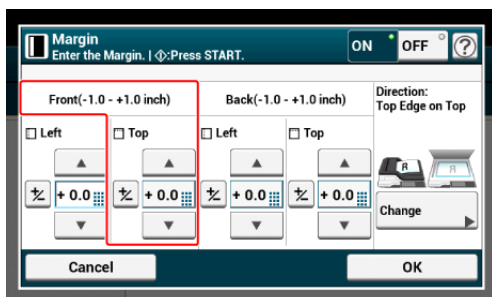 Margin
Enter the Margin. | :Press START.
ON
OFF
?
Front(-1.0 - +1.0 inch)
Back(-1.0 - +1.0 inch)
Direction:
Top Edge on Top
Left
Top
Left
Top
R
R
+ 0.0
+ 0.0
+ 0.0
+ 0.0
Change
Cancel
OK